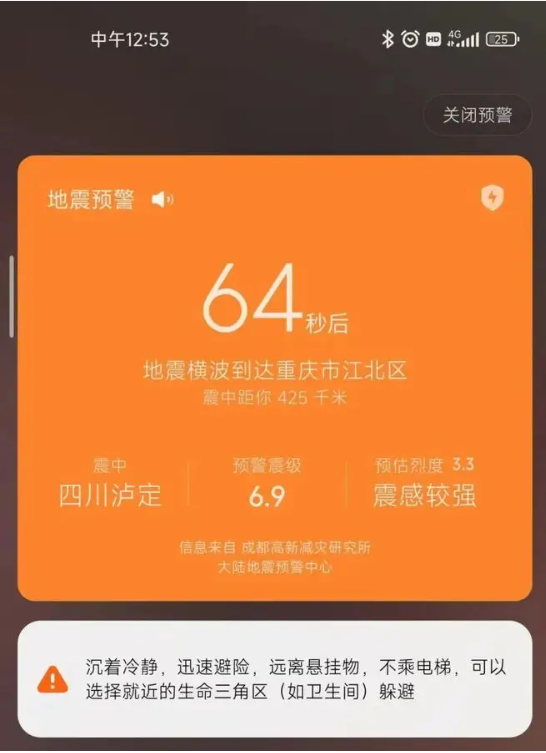 中午12:53
HD 4G 25
关闭预警
地震预警
64秒后
地震横波到达重庆市江北区
震中距你 425 千米
震中 预警震级 预估烈度 3.3
四川泸定 6.9 震感较强
信息来自 成都高新减灾研究所
大陆地震预警中心
沉着冷静，迅速避险，远离悬挂物，不乘电梯，可以
选择就近的生命三角区（如卫生间）躲避